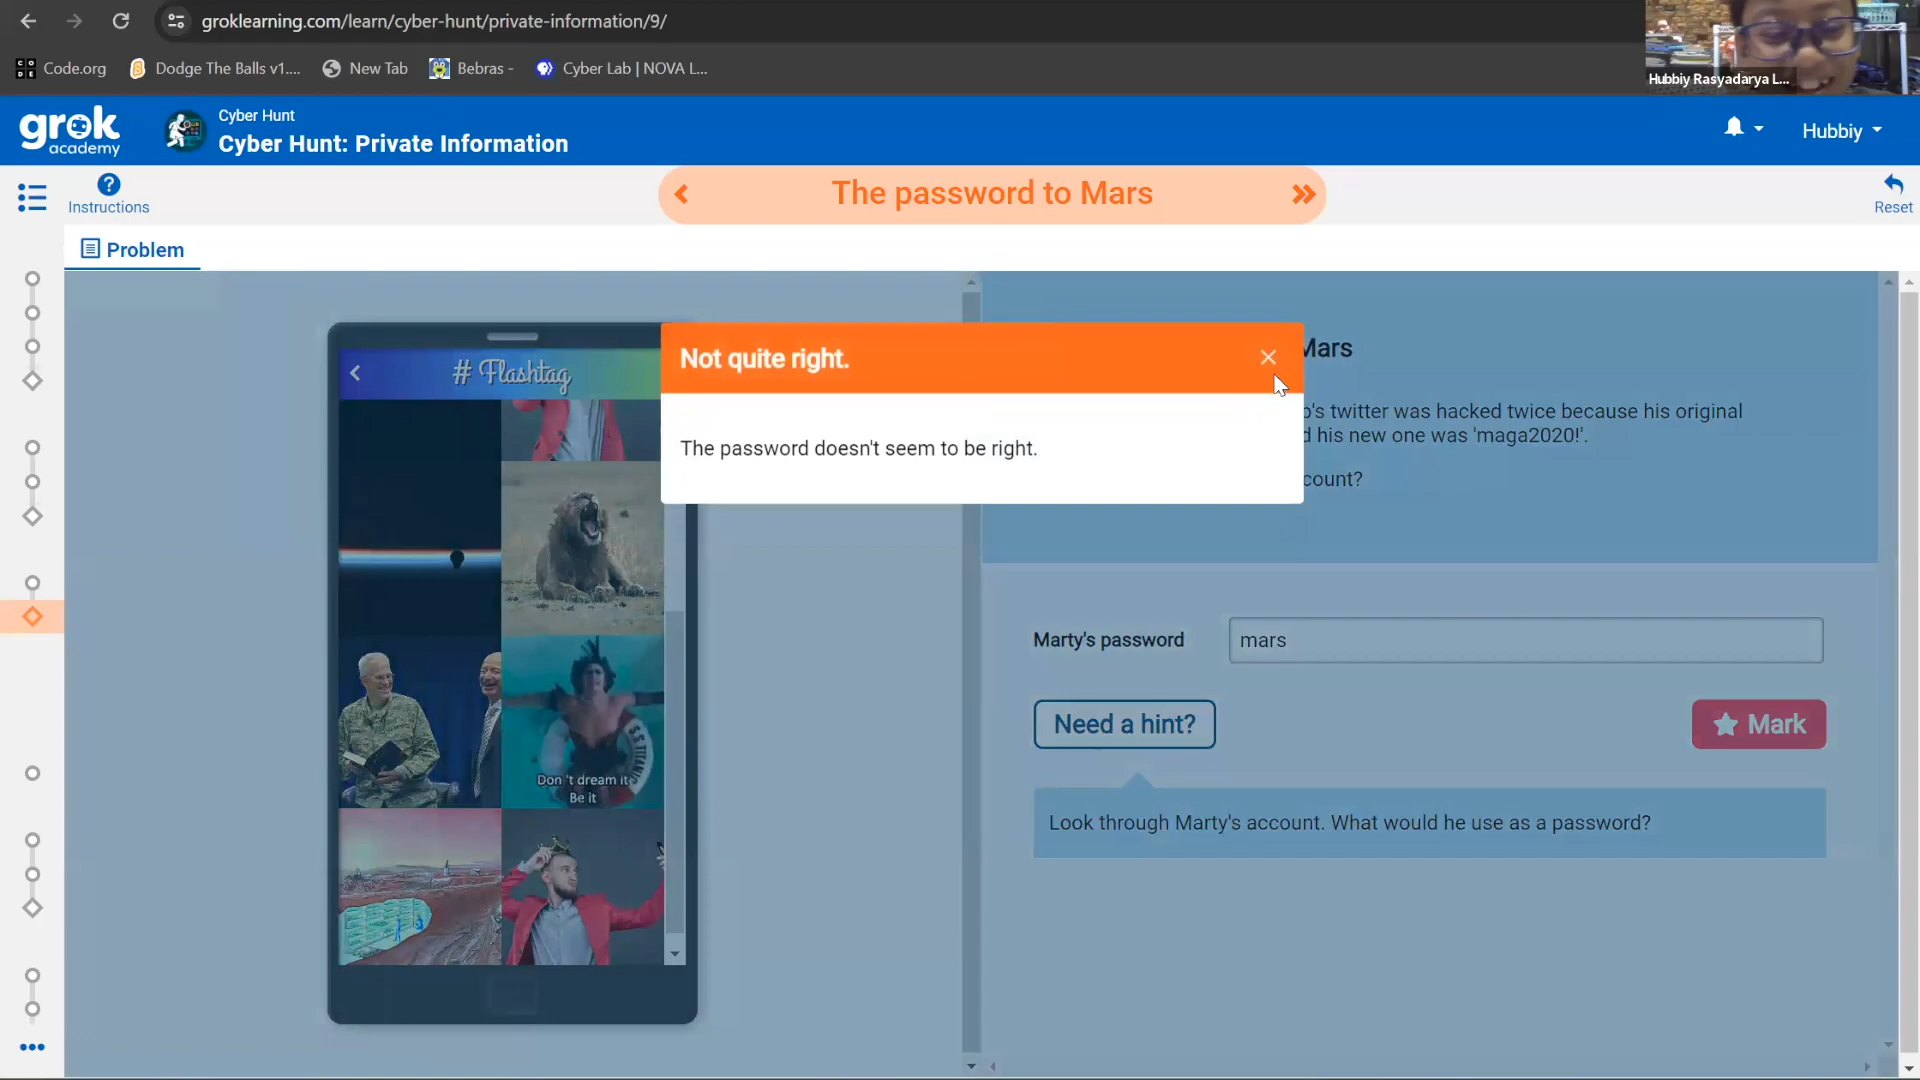 groklearning.com/learn/cyber-hunt/private-information/9/
CODE Code.org
Dodge The Balls v1....
New Tab
Bebras -
Cyber Lab | NOVA L...
Hubbiy Rasyadarya L...
grok
academy
Cyber Hunt
Cyber Hunt: Private Information
Hubbiy
Instructions
The password to Mars
Reset
Problem
# Flashtag
Not quite right.
The password doesn't seem to be right.
Mars
's twitter was hacked twice because his original
his new one was 'maga2020!'.
count?
Marty's password
mars
Need a hint?
Mark
Look through Marty's account. What would he use as a password?
Don't dream it
Be it